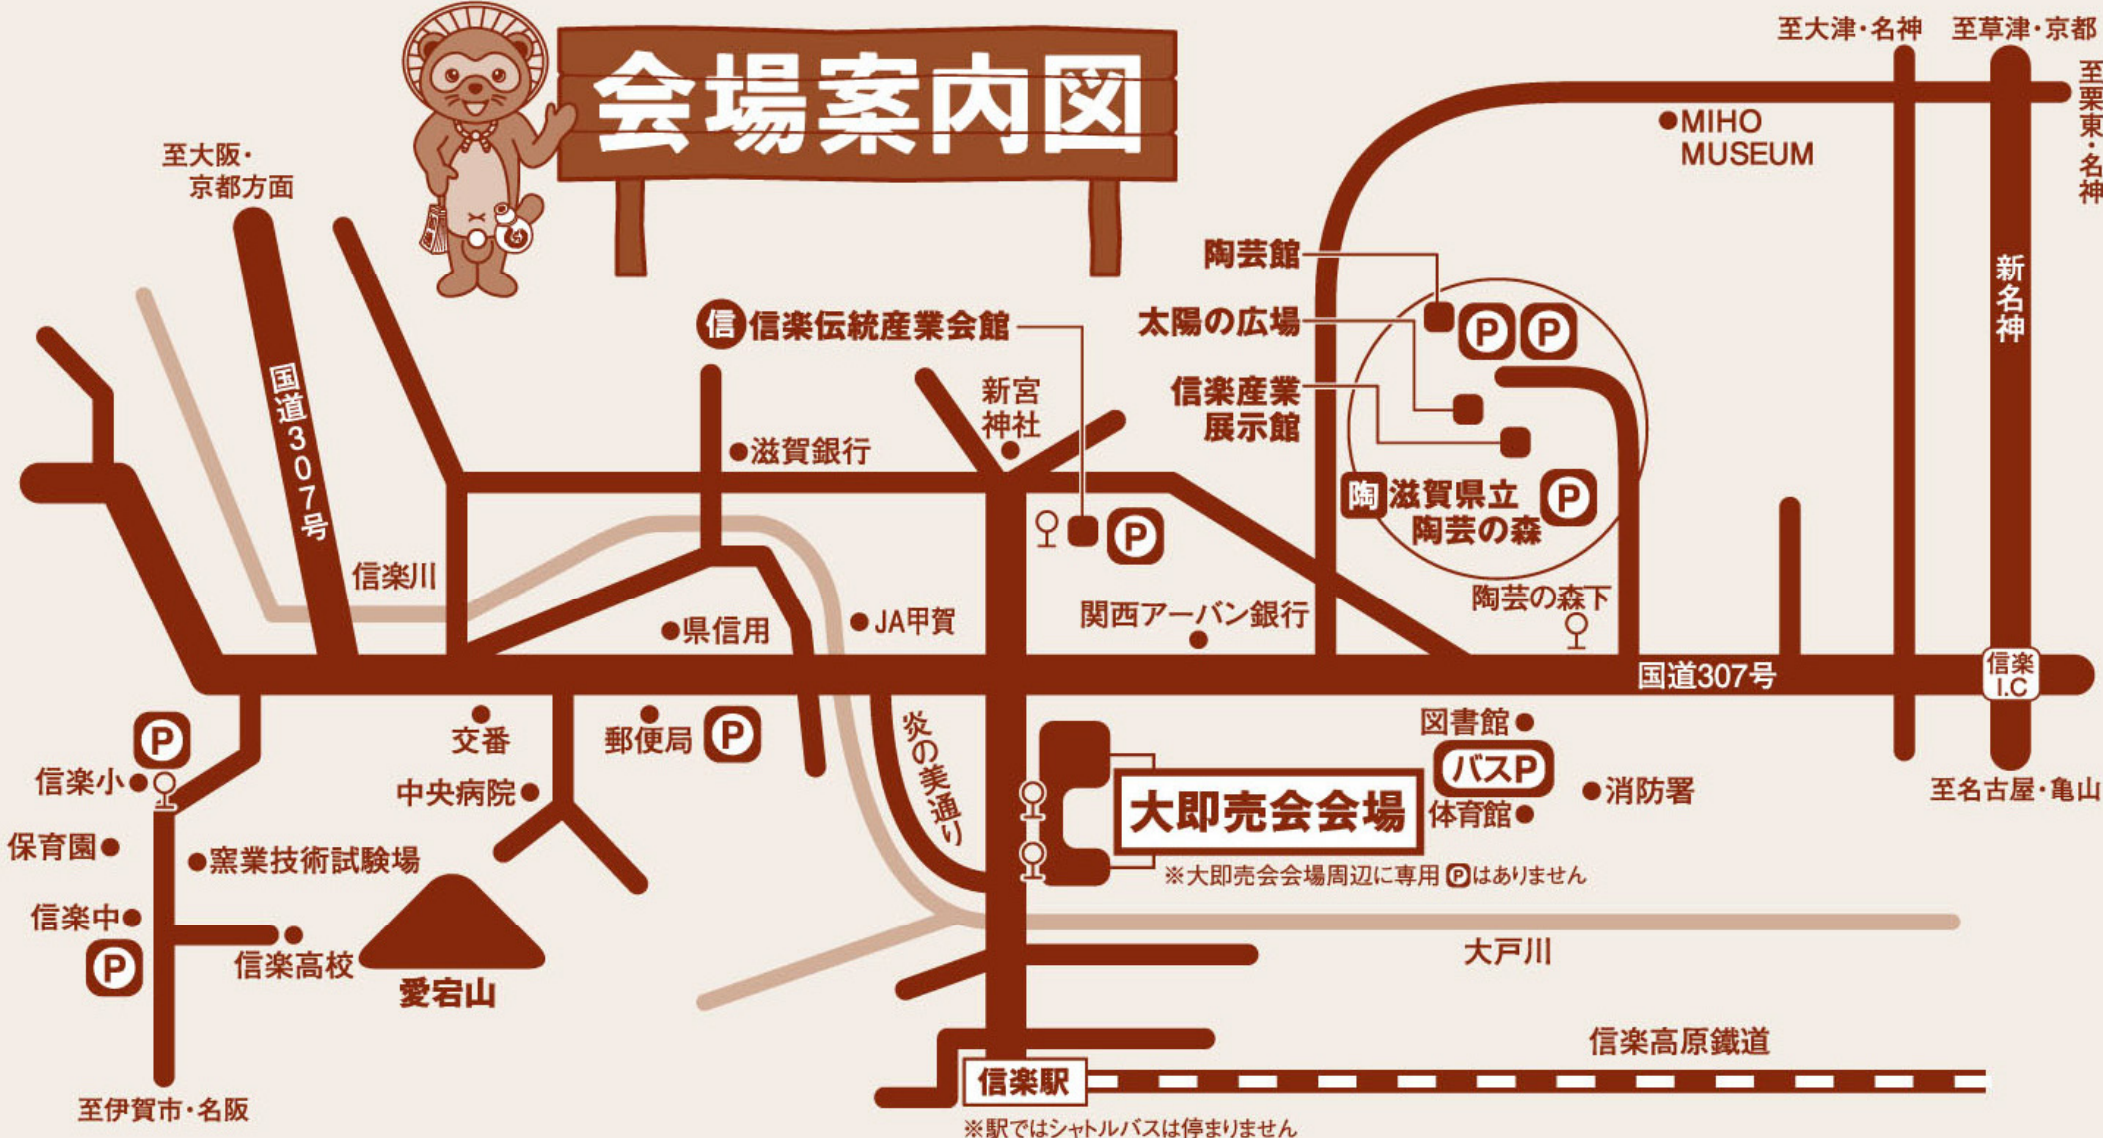 会場案内図
至大津・名神
至草津・京都
至栗東・名神
MIHO
MUSEUM
至大阪・
京都方面
国道307号
新名神
陶芸館
太陽の広場
信楽産業
展示館
信 信楽伝統産業会館
新宮
神社
滋賀銀行
P P
陶 滋賀県立
陶芸の森
P
P
信楽川
県信用
JA甲賀
関西アーバン銀行
陶芸の森下
国道307号
信楽
I.C
P
交番
郵便局
P
炎の美通り
図書館
バスP
信楽小
中央病院
大即売会会場
体育館
消防署
至名古屋・亀山
保育園
窯業技術試験場
※大即売会会場周辺に専用Pはありません
信楽中
P
信楽高校
愛宕山
大戸川
信楽高原鐵道
信楽駅
至伊賀市・名阪
※駅ではシャトルバスは停まりません